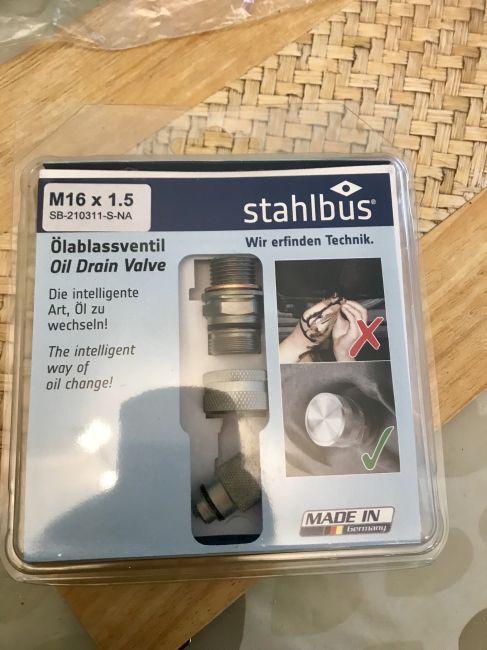 M16 x 1.5
SB-210311-S-NA
stahlbus®
Wir erfinden Technik.
Ölablassventil
Oil Drain Valve
Die intelligente
Art, Öl zu
wechseln!
The intelligent
way of
oil change!
MADE IN
Germany